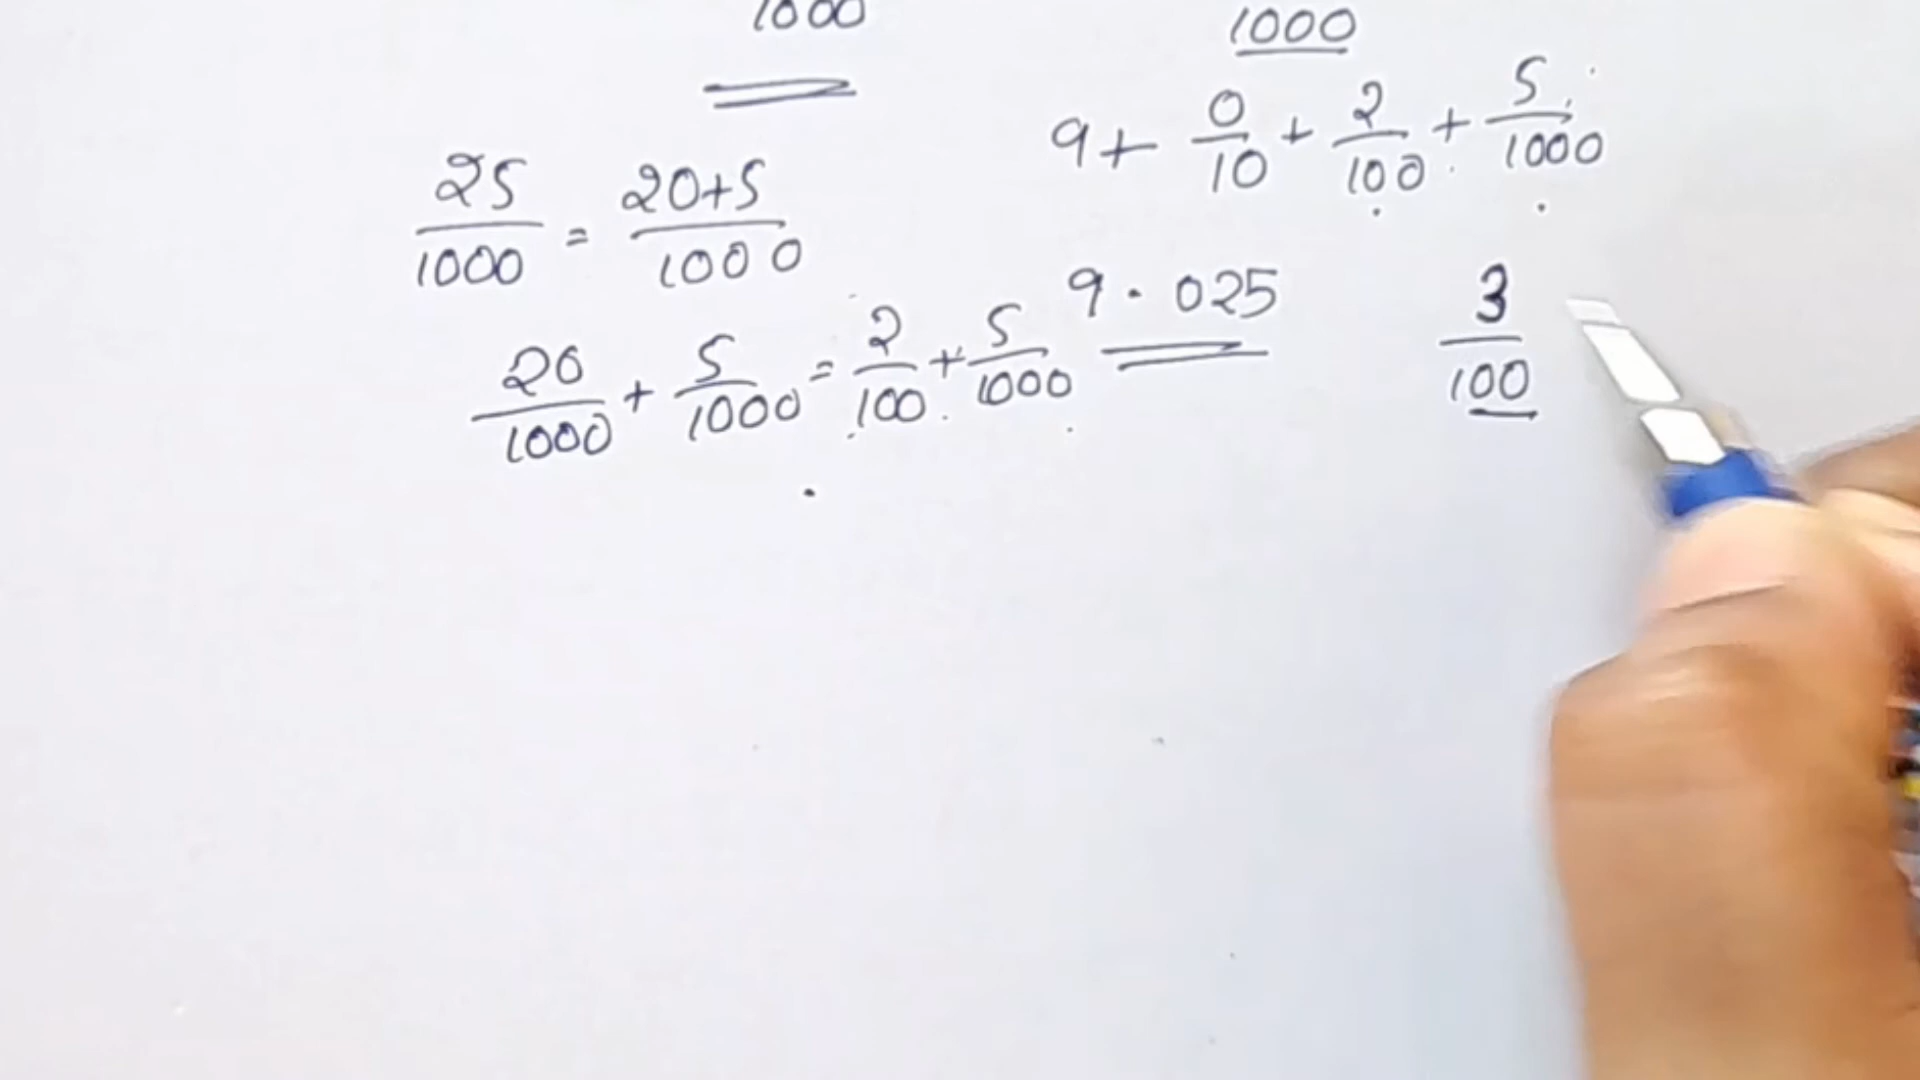 1000
1000
9 + 0/10 + 2/100 + 5/1000
25/1000 = 20+5/1000
20/1000 + 5/1000 = 2/100 + 5/1000
9.025
3/100